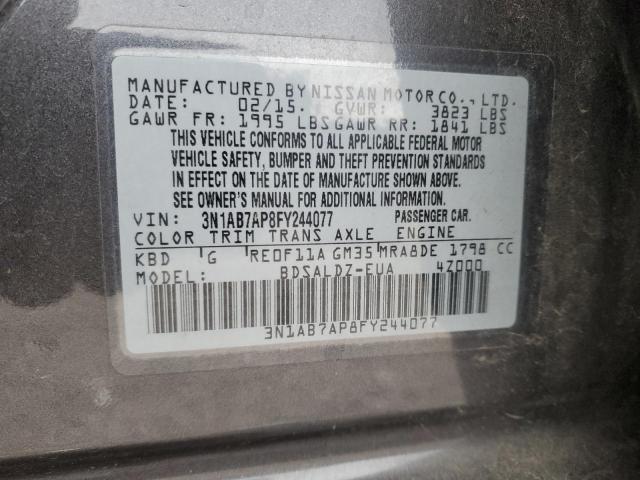 MANUFACTURED BY NISSAN MOTOR CO., LTD.
DATE: 02/15. GVWR: 3823 LBS
GAWR FR: 1995 LBS GAWR RR: 1841 LBS
THIS VEHICLE CONFORMS TO ALL APPLICABLE FEDERAL MOTOR
VEHICLE SAFETY, BUMPER AND THEFT PREVENTION STANDARDS
IN EFFECT ON THE DATE OF MANUFACTURE SHOWN ABOVE.
SEE OWNER'S MANUAL FOR ADDITIONAL INFORMATION.
VIN: 3N1AB7AP8FY244077 PASSENGER CAR.
COLOR TRIM TRANS AXLE ENGINE
KBD G RE0F11A GM35 MRA8DE 1798 CC
MODEL: BDSALDZ-EUA 4Z000
3N1AB7AP8FY244077